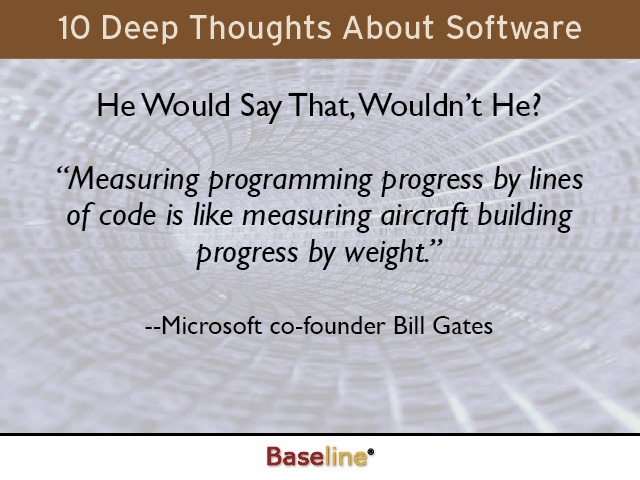 10 Deep Thoughts About Software
He Would Say That, Wouldn’t He?
“Measuring programming progress by lines
of code is like measuring aircraft building
progress by weight.”
--Microsoft co-founder Bill Gates
Baseline®